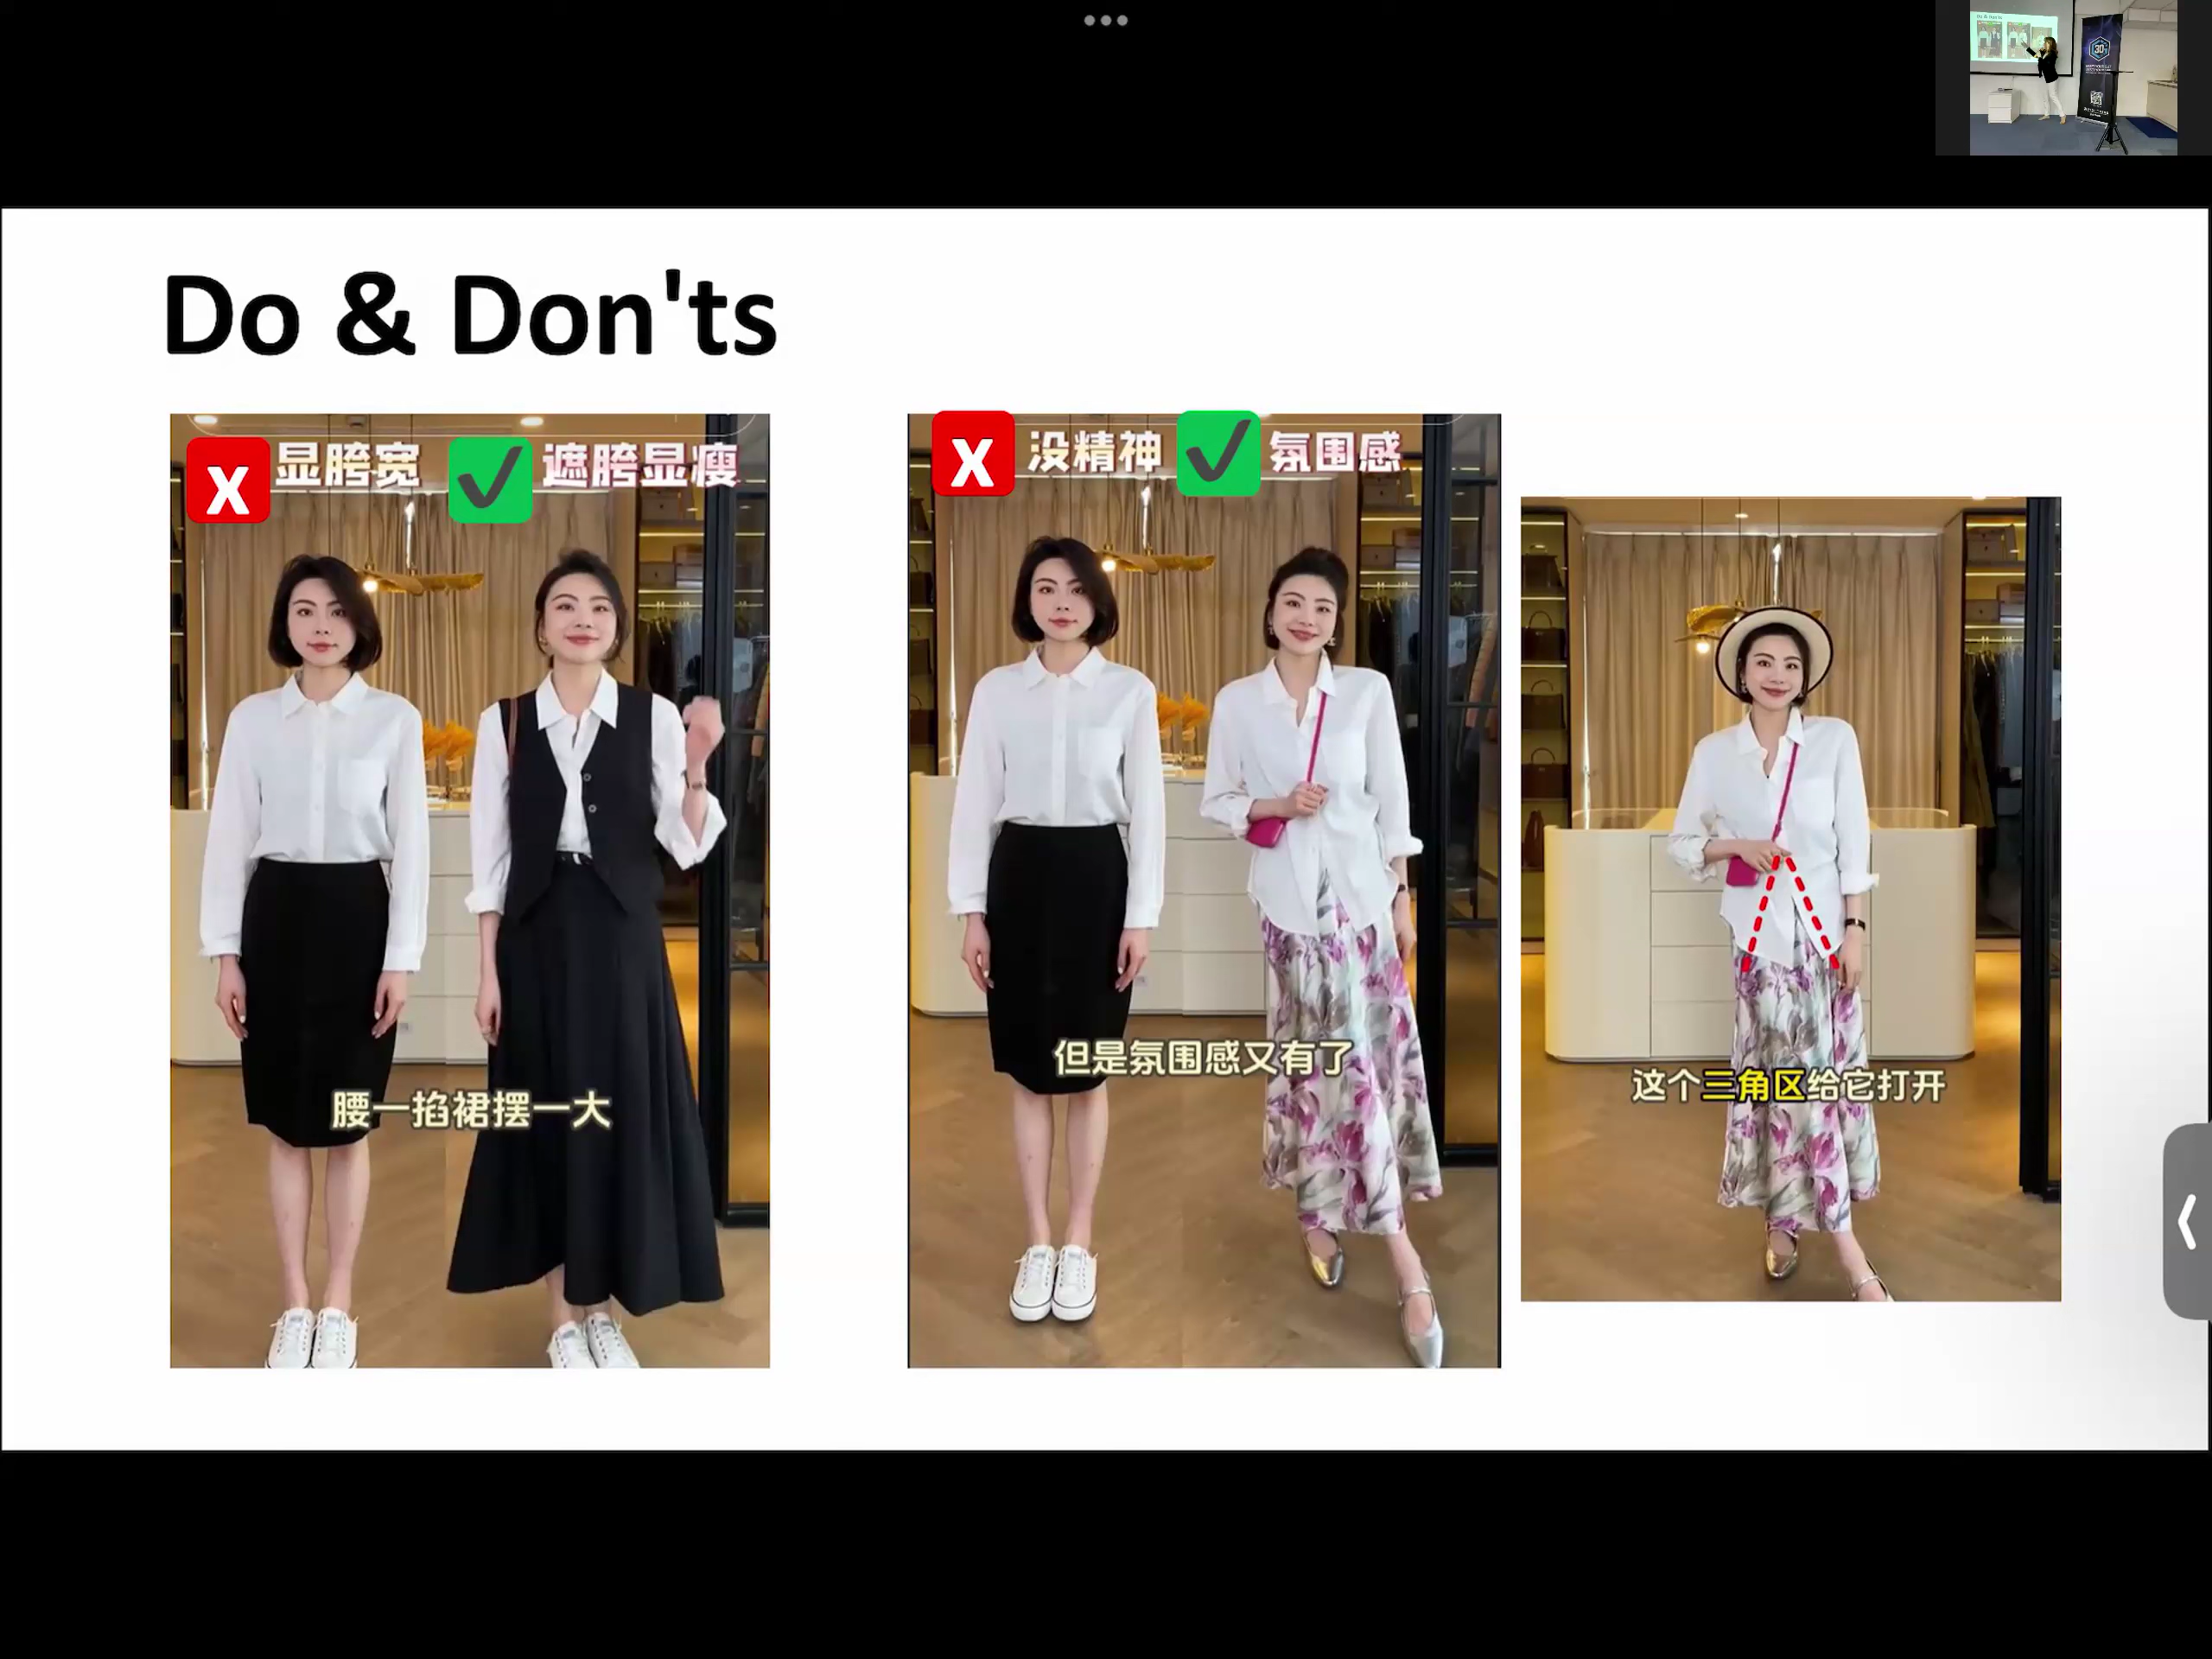 Do & Don'ts
X 显胯宽 ✓ 遮胯显瘦
腰一掐裙摆一大
X 没精神 ✓ 氛围感
但是氛围感又有了
这个三角区给它打开